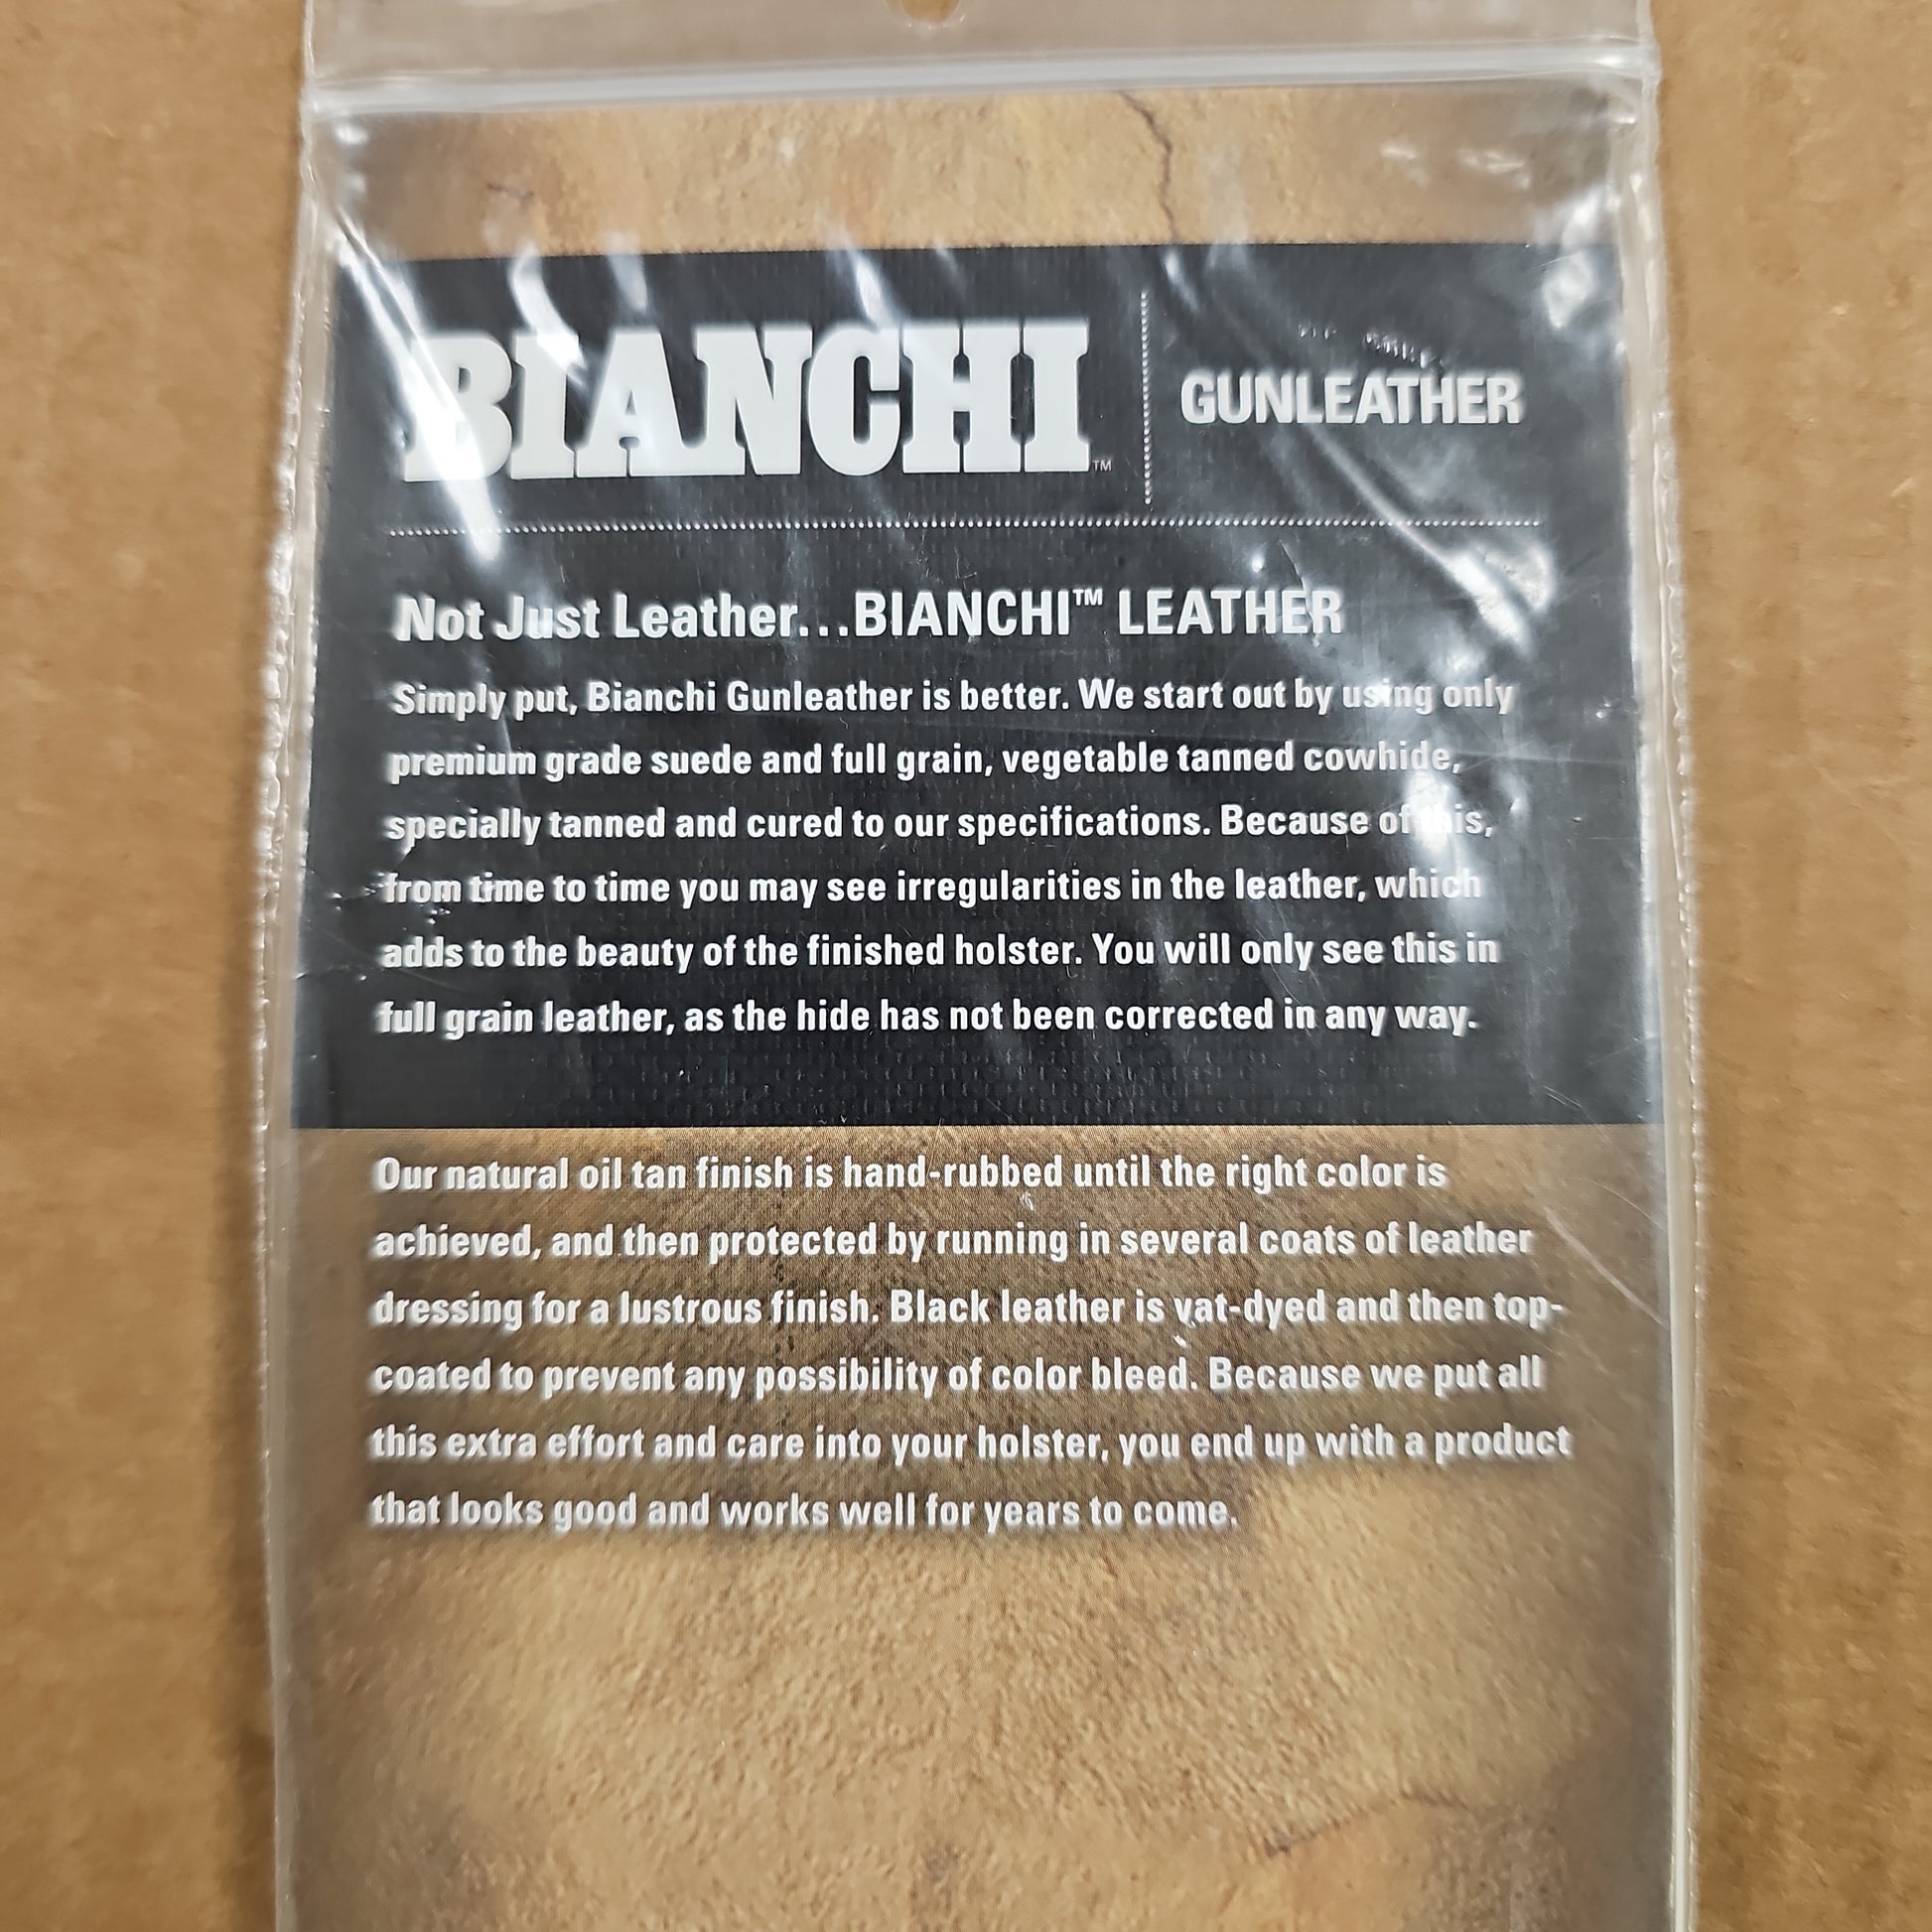 BIANCHI™
GUNLEATHER
Not Just Leather...BIANCHI™ LEATHER
Simply put, Bianchi Gunleather is better. We start out by using only
premium grade suede and full grain, vegetable tanned cowhide,
specially tanned and cured to our specifications. Because of this,
from time to time you may see irregularities in the leather, which
adds to the beauty of the finished holster. You will only see this in
full grain leather, as the hide has not been corrected in any way.
Our natural oil tan finish is hand-rubbed until the right color is
achieved, and then protected by running in several coats of leather
dressing for a lustrous finish. Black leather is vat-dyed and then top-
coated to prevent any possibility of color bleed. Because we put all
this extra effort and care into your holster, you end up with a product
that looks good and works well for years to come.